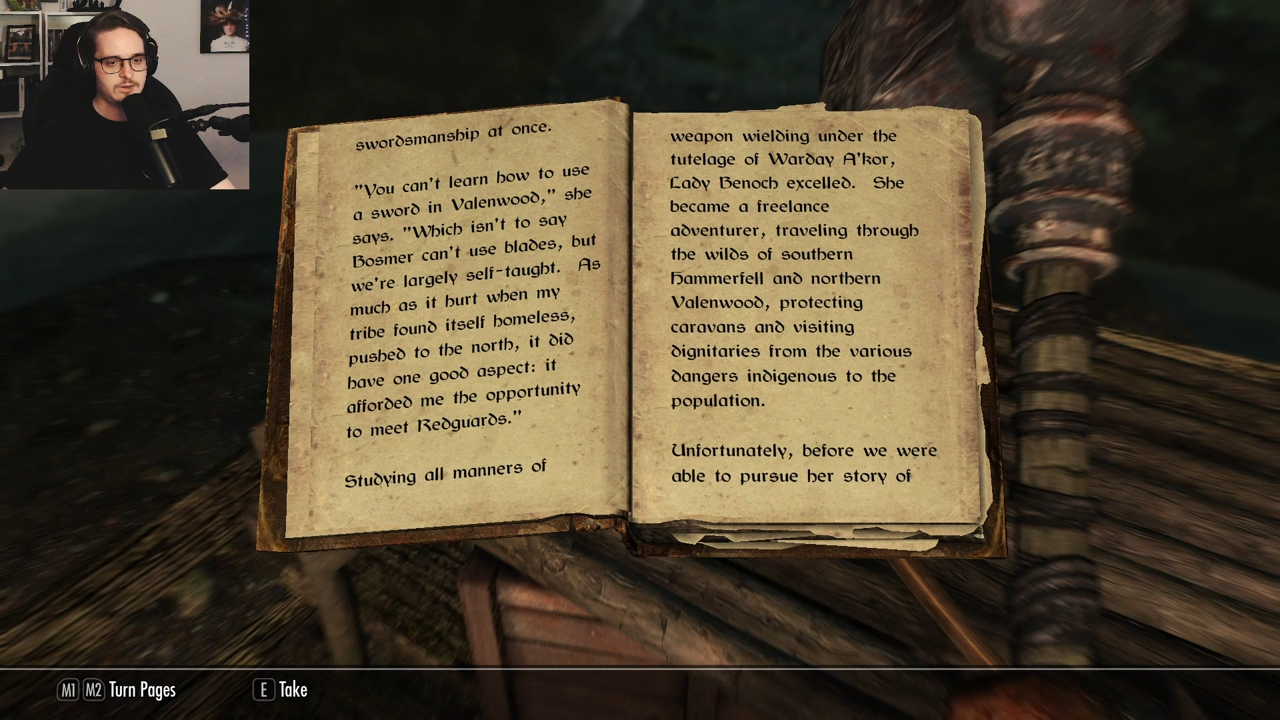 swordsmanship at once.
"You can't learn how to use
a sword in Valenwood," she
says. "Which isn't to say
Bosmer can't use blades, but
we're largely self-taught. As
much as it hurt when my
tribe found itself homeless,
pushed to the north, it did
have one good aspect: it
afforded me the opportunity
to meet Redguards."
Studying all manners of
weapon wielding under the
tutelage of Warday A'kor,
Lady Benoch excelled. She
became a freelance
adventurer, traveling through
the wilds of southern
Hammerfell and northern
Valenwood, protecting
caravans and visiting
dignitaries from the various
dangers indigenous to the
population.
Unfortunately, before we were
able to pursue her story of
M1 M2 Turn Pages
E Take